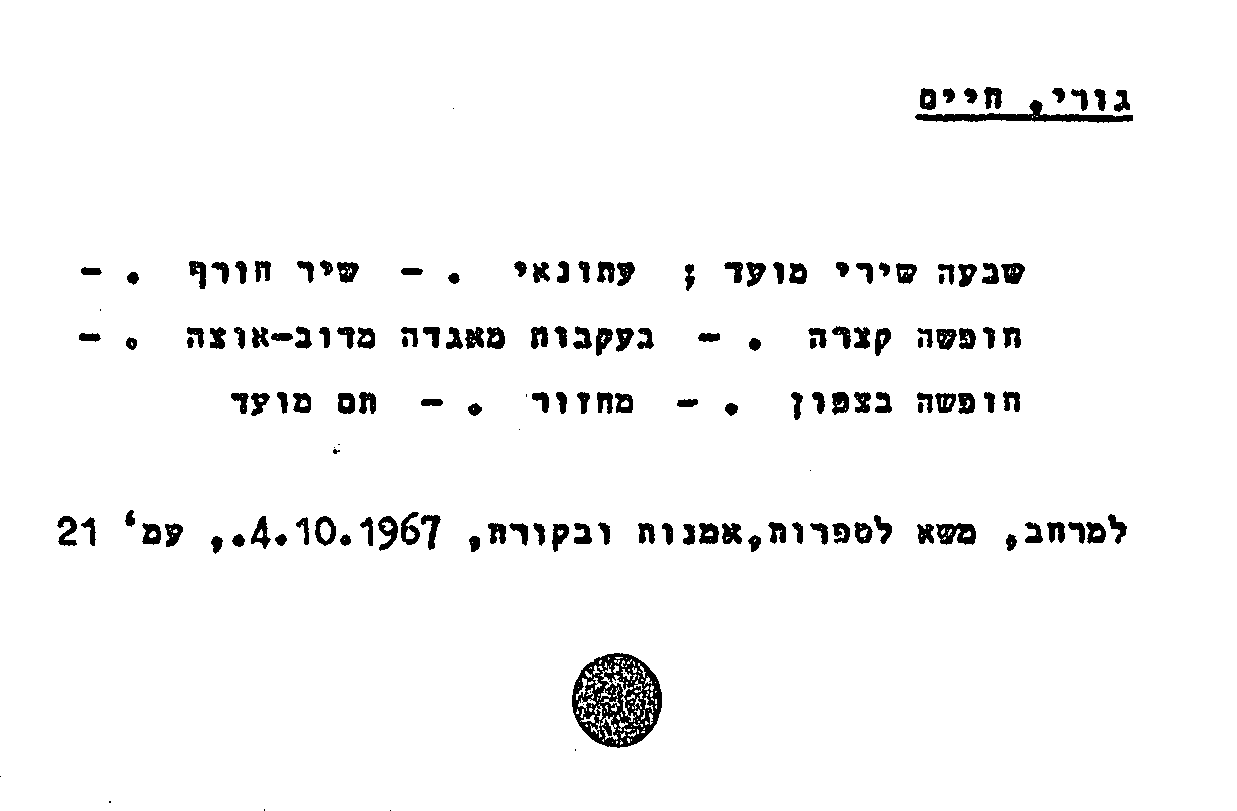 גורי, חיים
שבעה שירי מועד ; עתונאי . – שיר חורף . –
חופשה קצרה . – בעקבות מאגדה מדוב-אוצה . –
חופשה בצפון . – מחזור . – תם מועד
למרחב, משא לספרות,אמנות ובקורת, 4.10.1967., עמ' 21